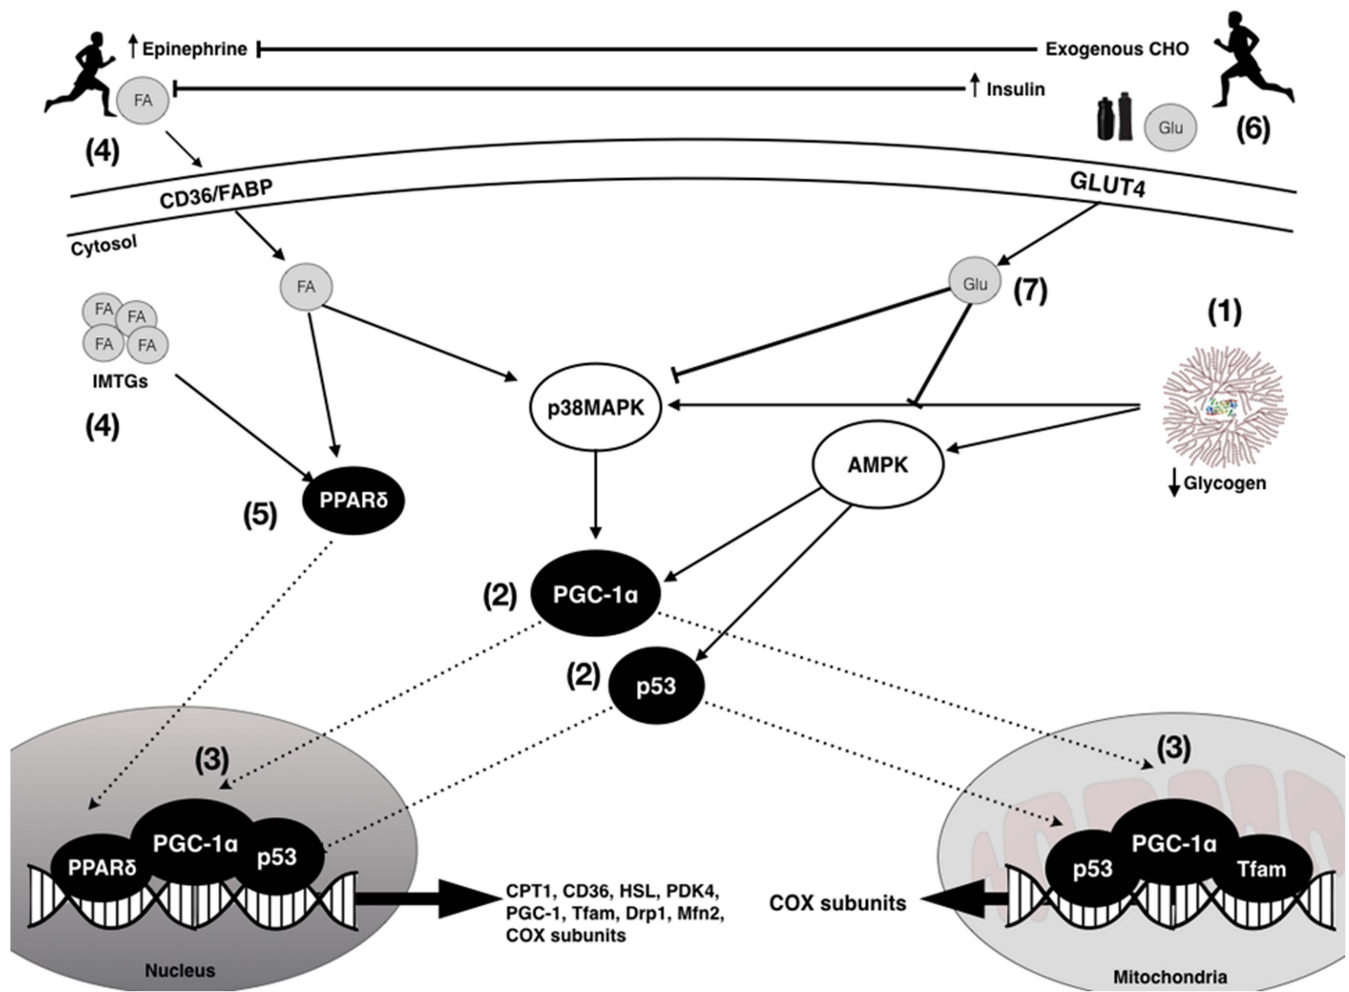 ↑ Epinephrine
Exogenous CHO
FA
↑ Insulin
Glu
(4)
(6)
CD36/FABP
GLUT4
Cytosol
FA
Glu
(7)
FA
FA
FA
FA
IMTGs
(4)
(1)
p38MAPK
AMPK
↓ Glycogen
PPARδ
(5)
PGC-1α
(2)
p53
(2)
(3)
(3)
PPARδ
PGC-1α
p53
p53
PGC-1α
Tfam
CPT1, CD36, HSL, PDK4,
PGC-1, Tfam, Drp1, Mfn2,
COX subunits
COX subunits
Nucleus
Mitochondria